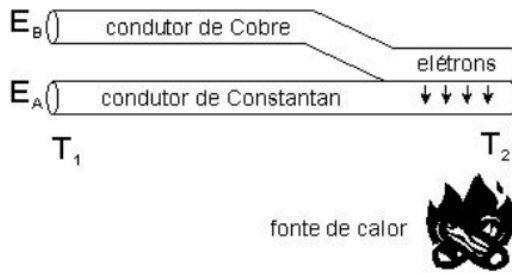 E_B condutor de Cobre
elétrons
E_A condutor de Constantan
T_1 T_2
fonte de calor